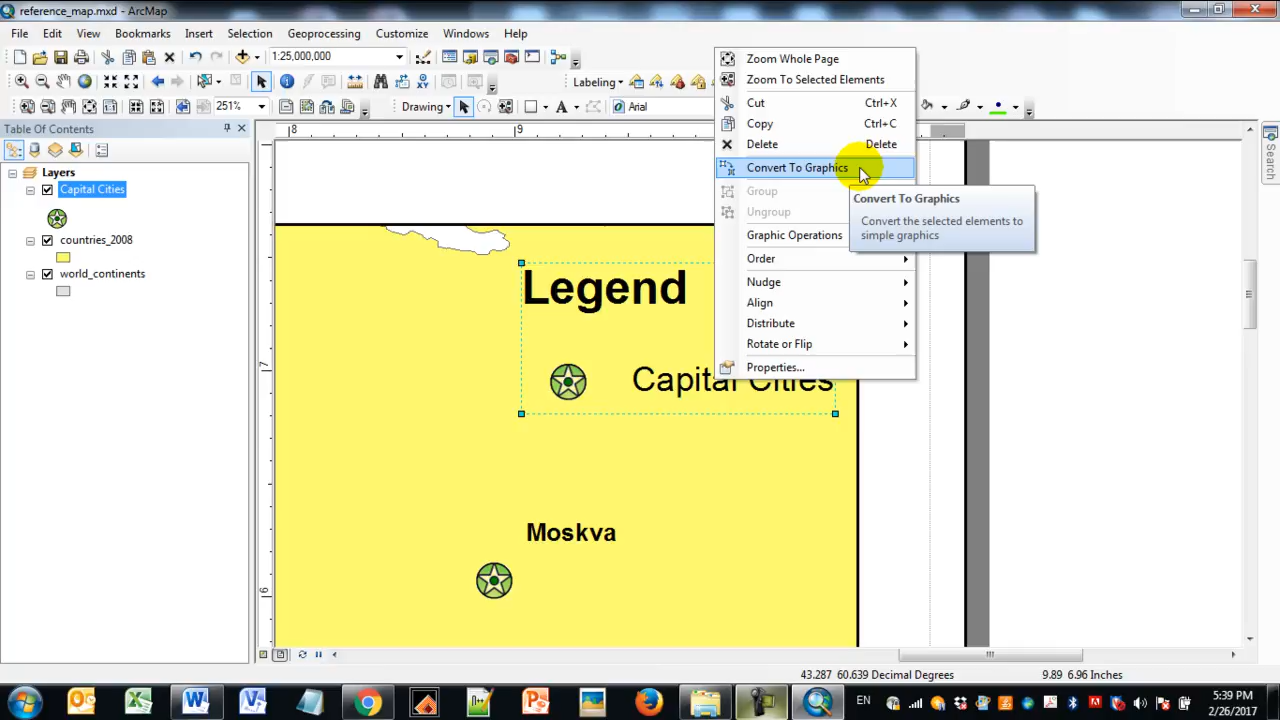 reference_map.mxd - ArcMap
File Edit View Bookmarks Insert Selection Geoprocessing Customize Windows Help
1:25,000,000
Labeling
251%
Drawing
A
Arial
A
Table Of Contents
Layers
Capital Cities
countries_2008
world_continents
8
9
7
6
Legend
Capital Cities
Moskva
Zoom Whole Page
Zoom To Selected Elements
Cut Ctrl+X
Copy Ctrl+C
Delete Delete
Convert To Graphics
Group
Ungroup
Graphic Operations
Order
Nudge
Align
Distribute
Rotate or Flip
Properties...
Convert To Graphics
Convert the selected elements to
simple graphics
Search
43.287 60.639 Decimal Degrees
9.89 6.96 Inches
EN
5:39 PM
2/26/2017